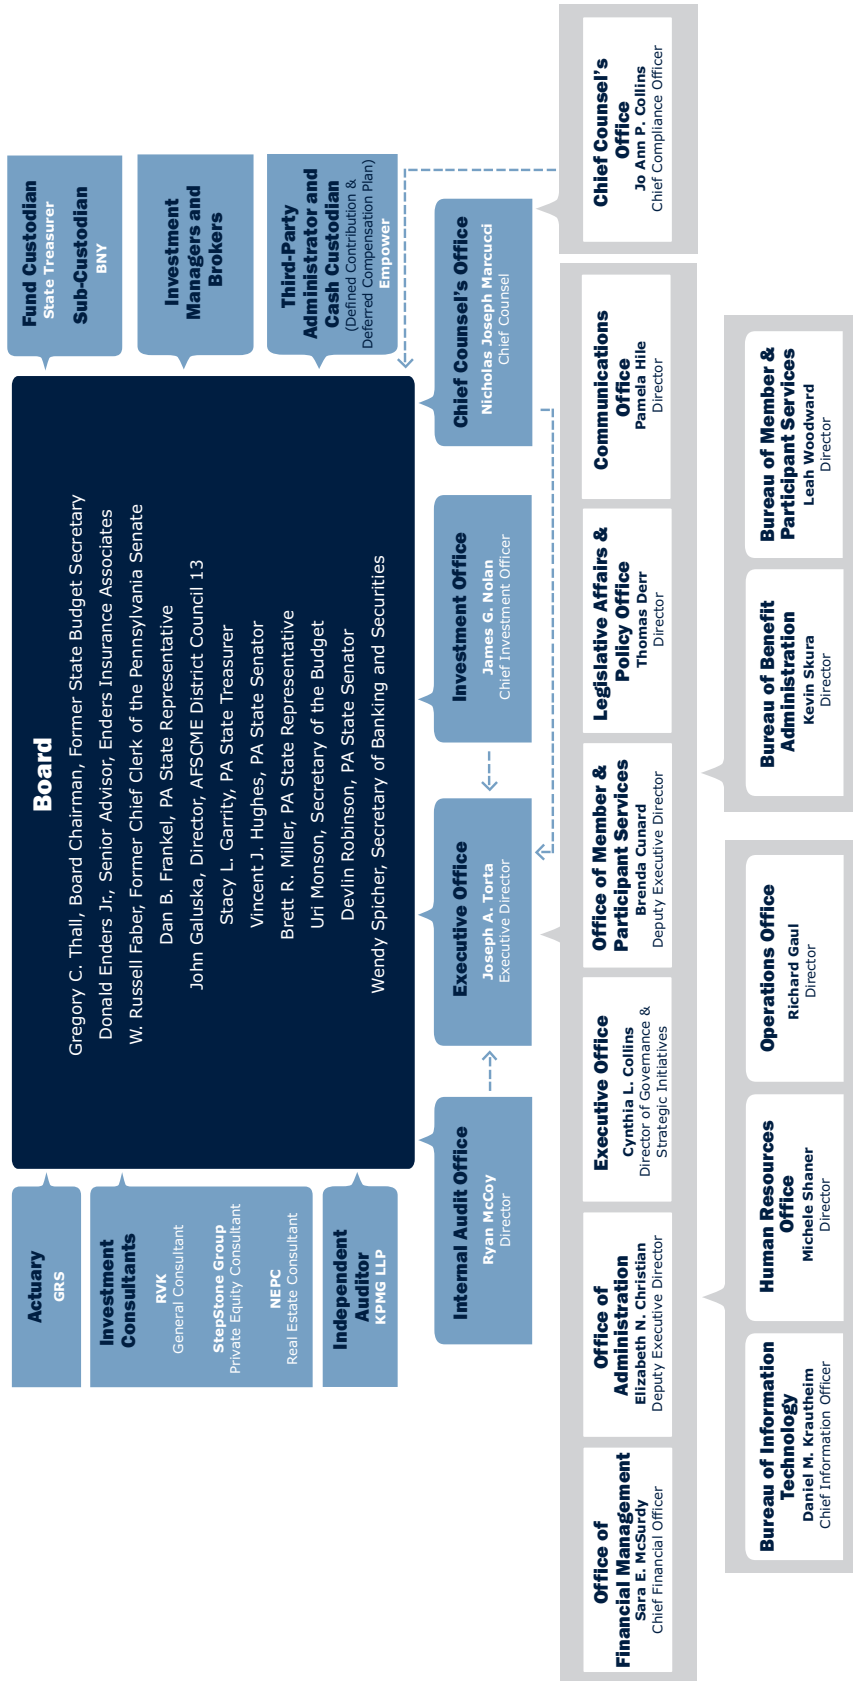 Board
Gregory C. Thall, Board Chairman, Former State Budget Secretary
Donald Enders Jr., Senior Advisor, Enders Insurance Associates
W. Russell Faber, Former Chief Clerk of the Pennsylvania Senate
Dan B. Frankel, PA State Representative
John Galuska, Director, AFSCME District Council 13
Stacy L. Garrity, PA State Treasurer
Vincent J. Hughes, PA State Senator
Brett R. Miller, PA State Representative
Uri Monson, Secretary of the Budget
Devlin Robinson, PA State Senator
Wendy Spicher, Secretary of Banking and Securities
Actuary
GRS
Investment
Consultants
RVK
General Consultant
StepStone Group
Private Equity Consultant
NEPC
Real Estate Consultant
Independent
Auditor
KPMG LLP
Fund Custodian
State Treasurer
Sub-Custodian
BNY
Investment
Managers and
Brokers
Third-Party
Administrator and
Cash Custodian
(Defined Contribution &
Deferred Compensation Plan)
Empower
Internal Audit Office
Ryan McCoy
Director
Executive Office
Joseph A. Torta
Executive Director
Investment Office
James G. Nolan
Chief Investment Officer
Chief Counsel's Office
Nicholas Joseph Marcucci
Chief Counsel
Office of
Financial Management
Sara E. McSurdy
Chief Financial Officer
Office of
Administration
Elizabeth N. Christian
Deputy Executive Director
Executive Office
Cynthia L. Collins
Director of Governance &
Strategic Initiatives
Office of Member &
Participant Services
Brenda Cunard
Deputy Executive Director
Legislative Affairs &
Policy Office
Thomas Derr
Director
Communications
Office
Pamela Hile
Director
Chief Counsel's
Office
Jo Ann P. Collins
Chief Compliance Officer
Bureau of Information
Technology
Daniel M. Krautheim
Chief Information Officer
Human Resources
Office
Michele Shaner
Director
Operations Office
Richard Gaul
Director
Bureau of Benefit
Administration
Kevin Skura
Director
Bureau of Member &
Participant Services
Leah Woodward
Director